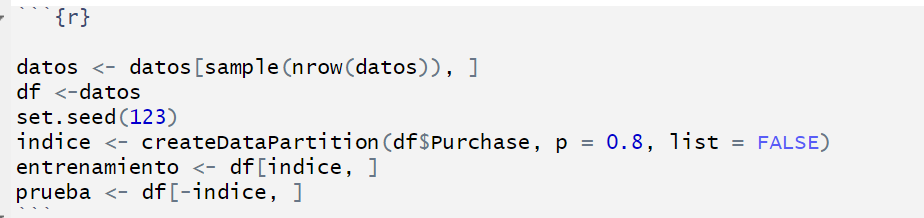 ```{r}
datos <- datos[sample(nrow(datos)), ]
df <-datos
set.seed(123)
indice <- createDataPartition(df$Purchase, p = 0.8, list = FALSE)
entrenamiento <- df[indice, ]
prueba <- df[-indice, ]
```